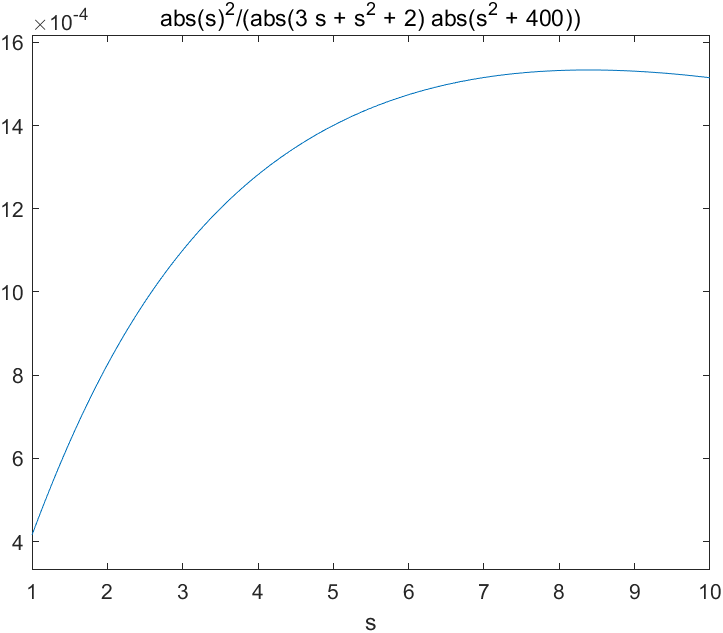 abs(s)²/(abs(3 s + s² + 2) abs(s² + 400))
×10⁻⁴
16
14
12
10
8
6
4
1 2 3 4 5 6 7 8 9 10
s